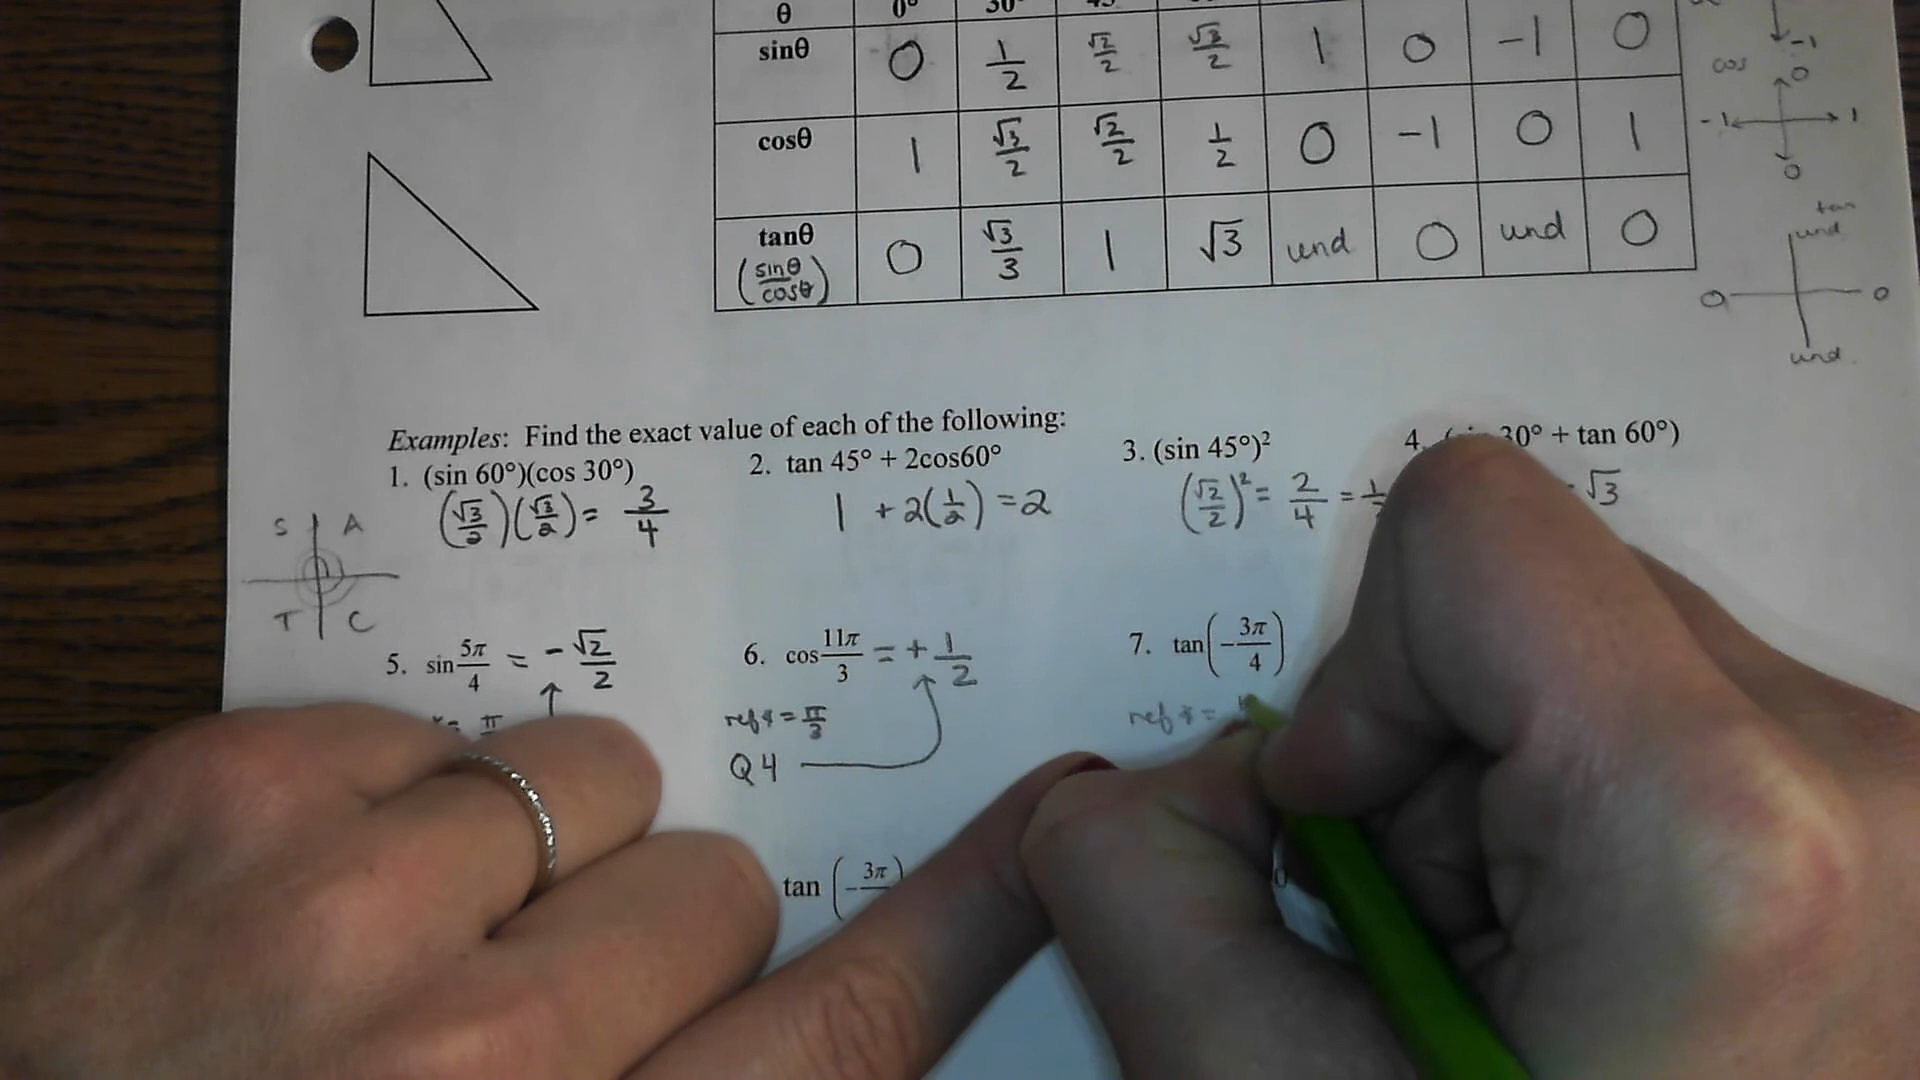 θ 0° 30
sinθ 0 1/2 √2/2 √3/2 1 0 -1 0
cosθ 1 √3/2 √2/2 1/2 0 -1 0 1
tanθ (sinθ/cosθ) 0 √3/3 1 √3 und 0 und 0
-1
cos
0
-1 1
0
tan
und
0 0
und.
Examples: Find the exact value of each of the following:
1. (sin 60°)(cos 30°)
(√3/2)(√3/2) = 3/4
2. tan 45° + 2cos60°
1 + 2(1/2) = 2
3. (sin 45°)²
(√2/2)² = 2/4 =
4. 30° + tan 60°)
√3
S A
T C
5. sin 5π/4 = - √2/2
π
6. cos 11π/3 = + 1/2
ref ∡ = π/3
Q4
7. tan(-3π/4)
ref ∡ =
tan (-3π